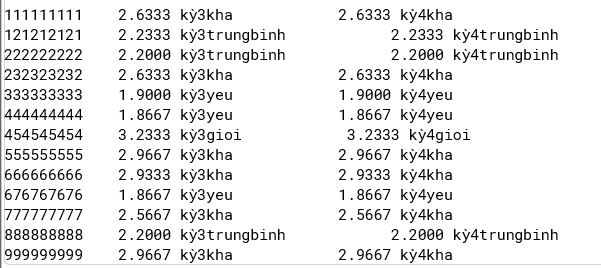 111111111 2.6333 kỳ3kha 2.6333 kỳ4kha
121212121 2.2333 kỳ3trungbinh 2.2333 kỳ4trungbinh
222222222 2.2000 kỳ3trungbinh 2.2000 kỳ4trungbinh
232323232 2.6333 kỳ3kha 2.6333 kỳ4kha
333333333 1.9000 kỳ3yeu 1.9000 kỳ4yeu
444444444 1.8667 kỳ3yeu 1.8667 kỳ4yeu
454545454 3.2333 kỳ3gioi 3.2333 kỳ4gioi
555555555 2.9667 kỳ3kha 2.9667 kỳ4kha
666666666 2.9333 kỳ3kha 2.9333 kỳ4kha
676767676 1.8667 kỳ3yeu 1.8667 kỳ4yeu
777777777 2.5667 kỳ3kha 2.5667 kỳ4kha
888888888 2.2000 kỳ3trungbinh 2.2000 kỳ4trungbinh
999999999 2.9667 kỳ3kha 2.9667 kỳ4kha